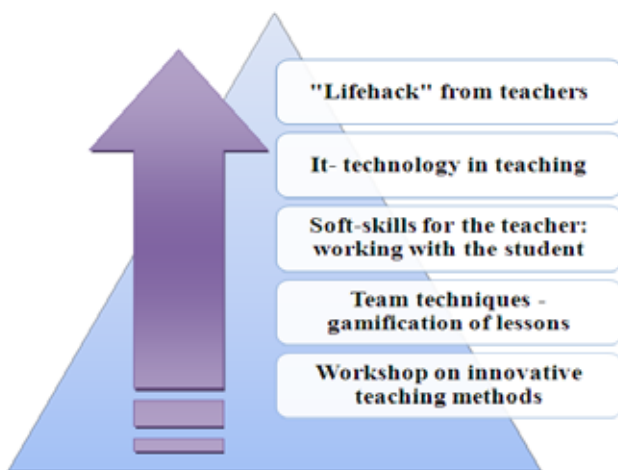 "Lifehack" from teachers
It- technology in teaching
Soft-skills for the teacher:
working with the student
Team techniques -
gamification of lessons
Workshop on innovative
teaching methods